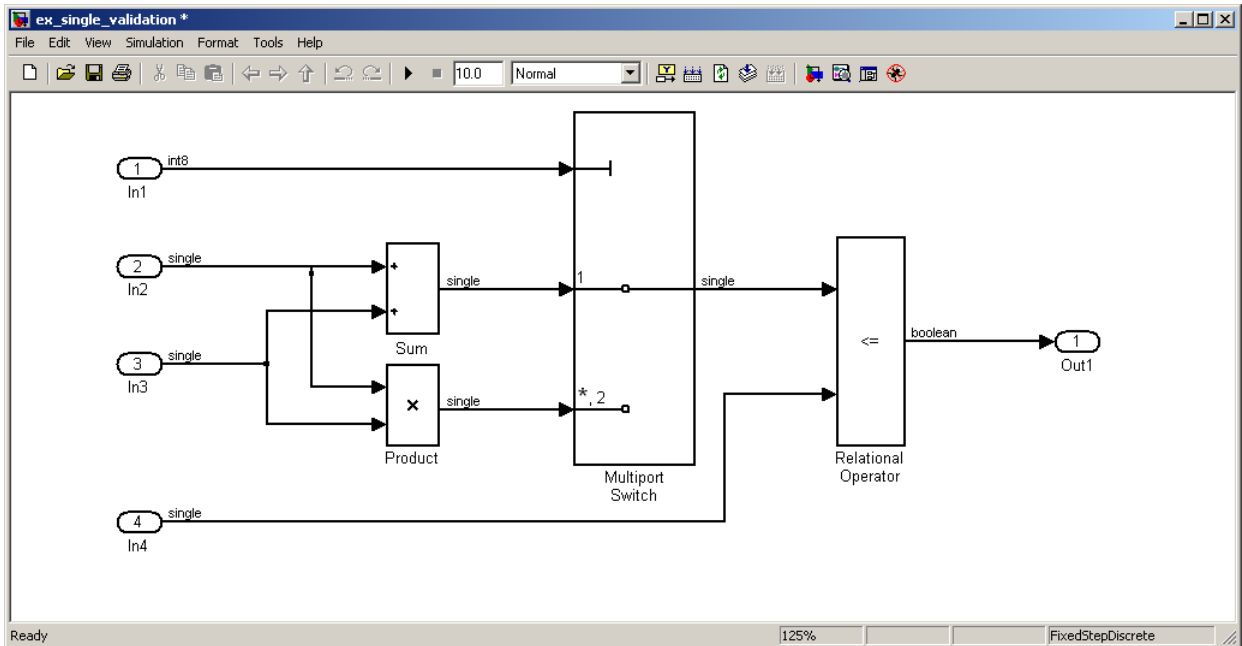 ex_single_validation *
File Edit View Simulation Format Tools Help
10.0 Normal
1 int8
In1
2 single
In2
3 single
In3
4 single
In4
+
+
Sum
single
×
Product
single
1
*, 2
Multiport
Switch
single
<=
Relational
Operator
boolean
1
Out1
Ready 125% FixedStepDiscrete